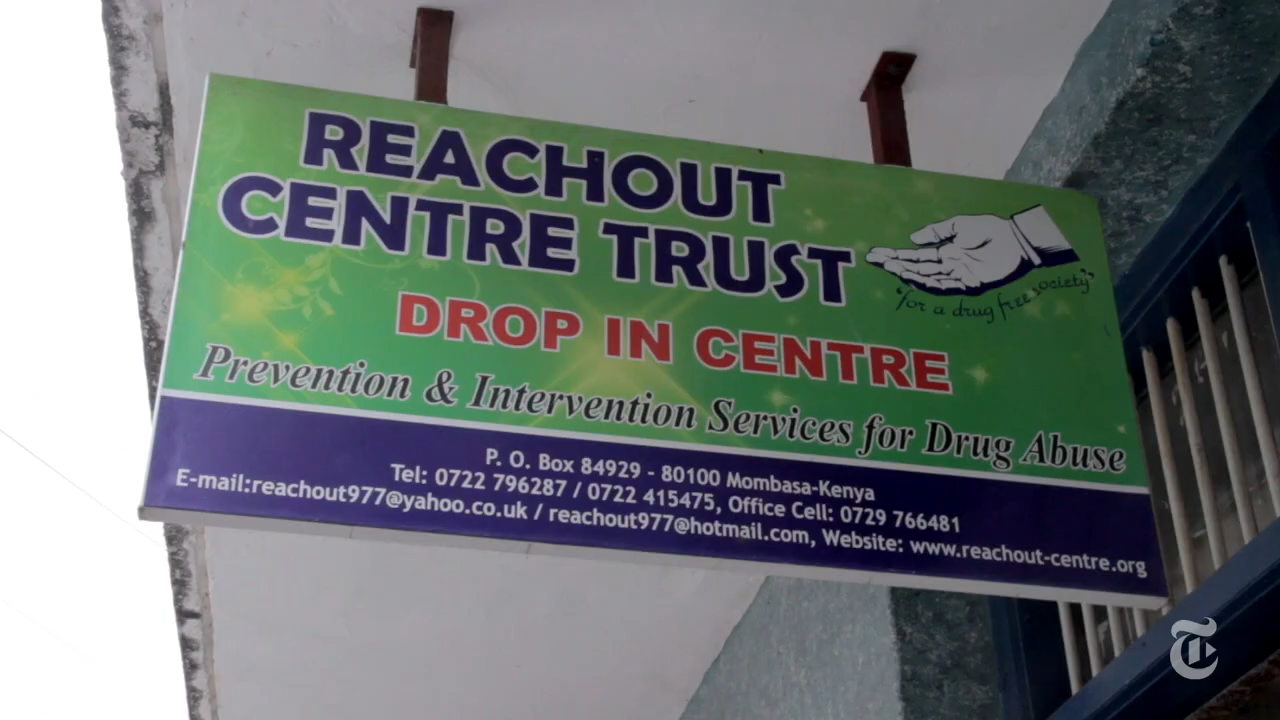 REACHOUT
CENTRE TRUST
"for a drug free society"
DROP IN CENTRE
Prevention & Intervention Services for Drug Abuse
P. O. Box 84929 - 80100 Mombasa-Kenya
Tel: 0722 796287 / 0722 415475, Office Cell: 0729 766481
E-mail:reachout977@yahoo.co.uk / reachout977@hotmail.com, Website: www.reachout-centre.org
T